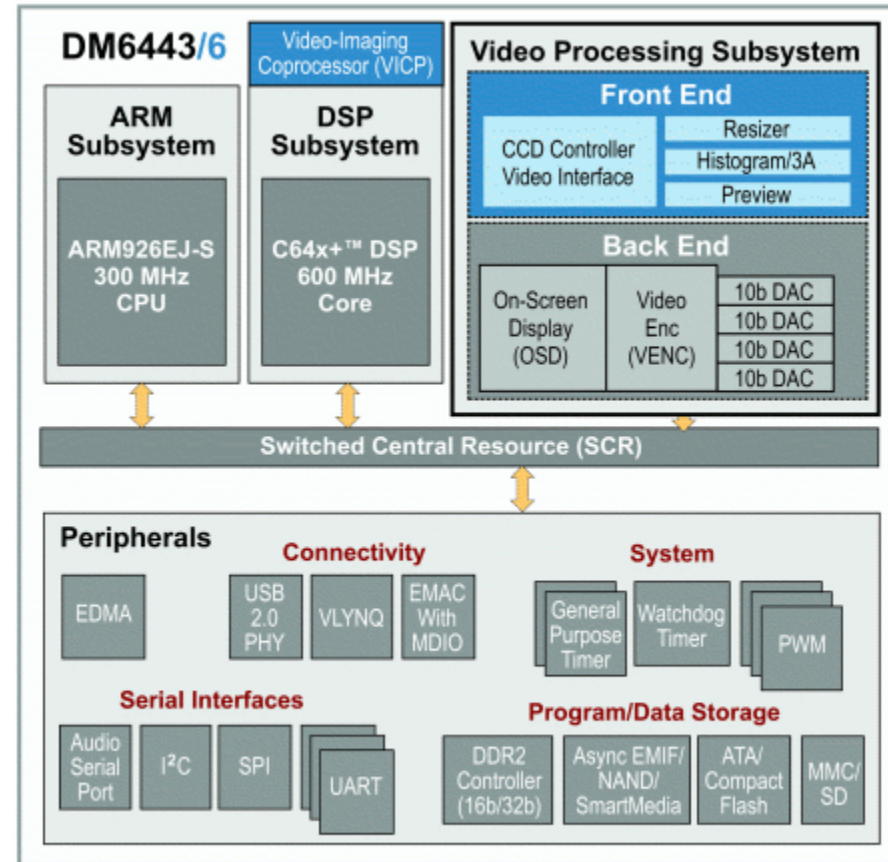 DM6443/6
Video-Imaging
Coprocessor (VICP)
ARM
Subsystem
ARM926EJ-S
300 MHz
CPU
DSP
Subsystem
C64x+™ DSP
600 MHz
Core
Video Processing Subsystem
Front End
CCD Controller
Video Interface
Resizer
Histogram/3A
Preview
Back End
On-Screen
Display
(OSD)
Video
Enc
(VENC)
10b DAC
10b DAC
10b DAC
10b DAC
Switched Central Resource (SCR)
Peripherals
EDMA
Connectivity
USB
2.0
PHY
VLYNQ
EMAC
With
MDIO
System
General
Purpose
Timer
Watchdog
Timer
PWM
Serial Interfaces
Audio
Serial
Port
I²C
SPI
UART
Program/Data Storage
DDR2
Controller
(16b/32b)
Async EMIF/
NAND/
SmartMedia
ATA/
Compact
Flash
MMC/
SD